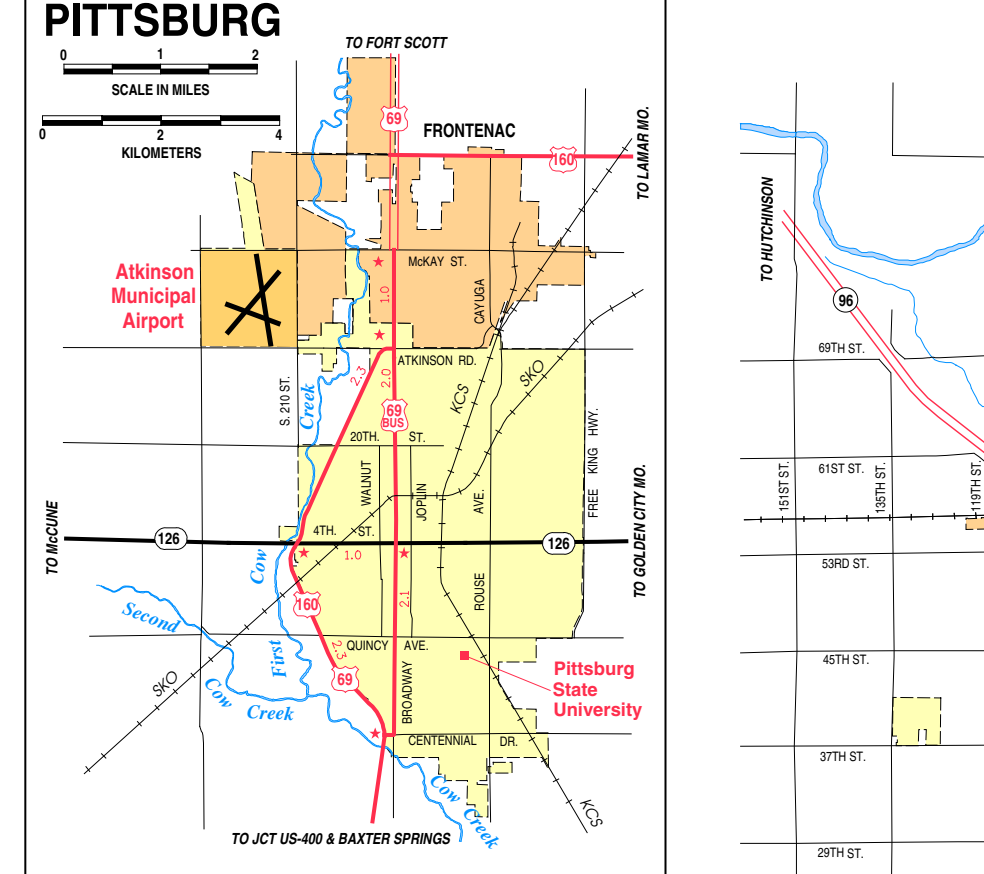 PITTSBURG
0 1 2
SCALE IN MILES
0 2 4
KILOMETERS
TO FORT SCOTT
69
FRONTENAC
160
TO LAMAR MO.
Atkinson
Municipal
Airport
McKAY ST.
1.0
CAYUGA
ATKINSON RD.
2.3
2.0
S. 210 ST.
Creek
69
BUS
KCS
SKO
20TH. ST.
WALNUT
JOPLIN
AVE.
FREE KING HWY.
TO McCUNE
126
4TH. ST.
1.0
126
TO GOLDEN CITY MO.
Cow
160
2.1
ROUSE
Second
QUINCY AVE.
2.3
First
SKO
Cow
Creek
69
BROADWAY
Pittsburg
State
University
CENTENNIAL DR.
Cow Creek
KCS
TO JCT US-400 & BAXTER SPRINGS
TO HUTCHINSON
96
69TH ST.
151ST ST.
61ST ST.
135TH ST.
119TH ST.
53RD ST.
45TH ST.
37TH ST.
29TH ST.